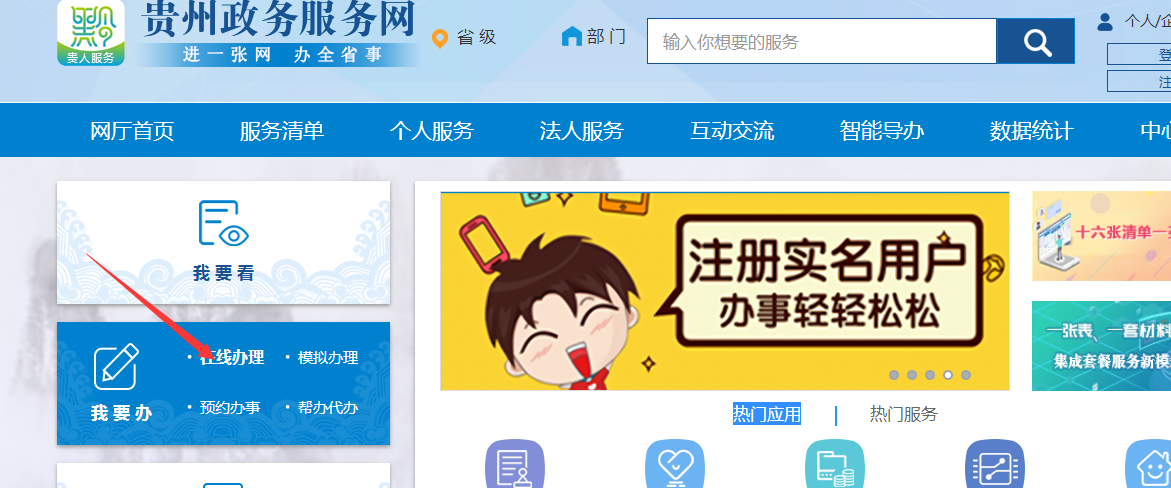 贵州政务服务网
贵人服务
进一张网 办全省事
省级
部门
输入你想要的服务
个人/企
登
注
网厅首页 服务清单 个人服务 法人服务 互动交流 智能导办 数据统计 中心
我要看
我要办
· 在线办理 · 模拟办理
· 预约办事 · 帮办代办
注册实名用户
办事轻轻松松
十六张清单一
一张表、一套材料
集成套餐服务新模
热门应用 | 热门服务